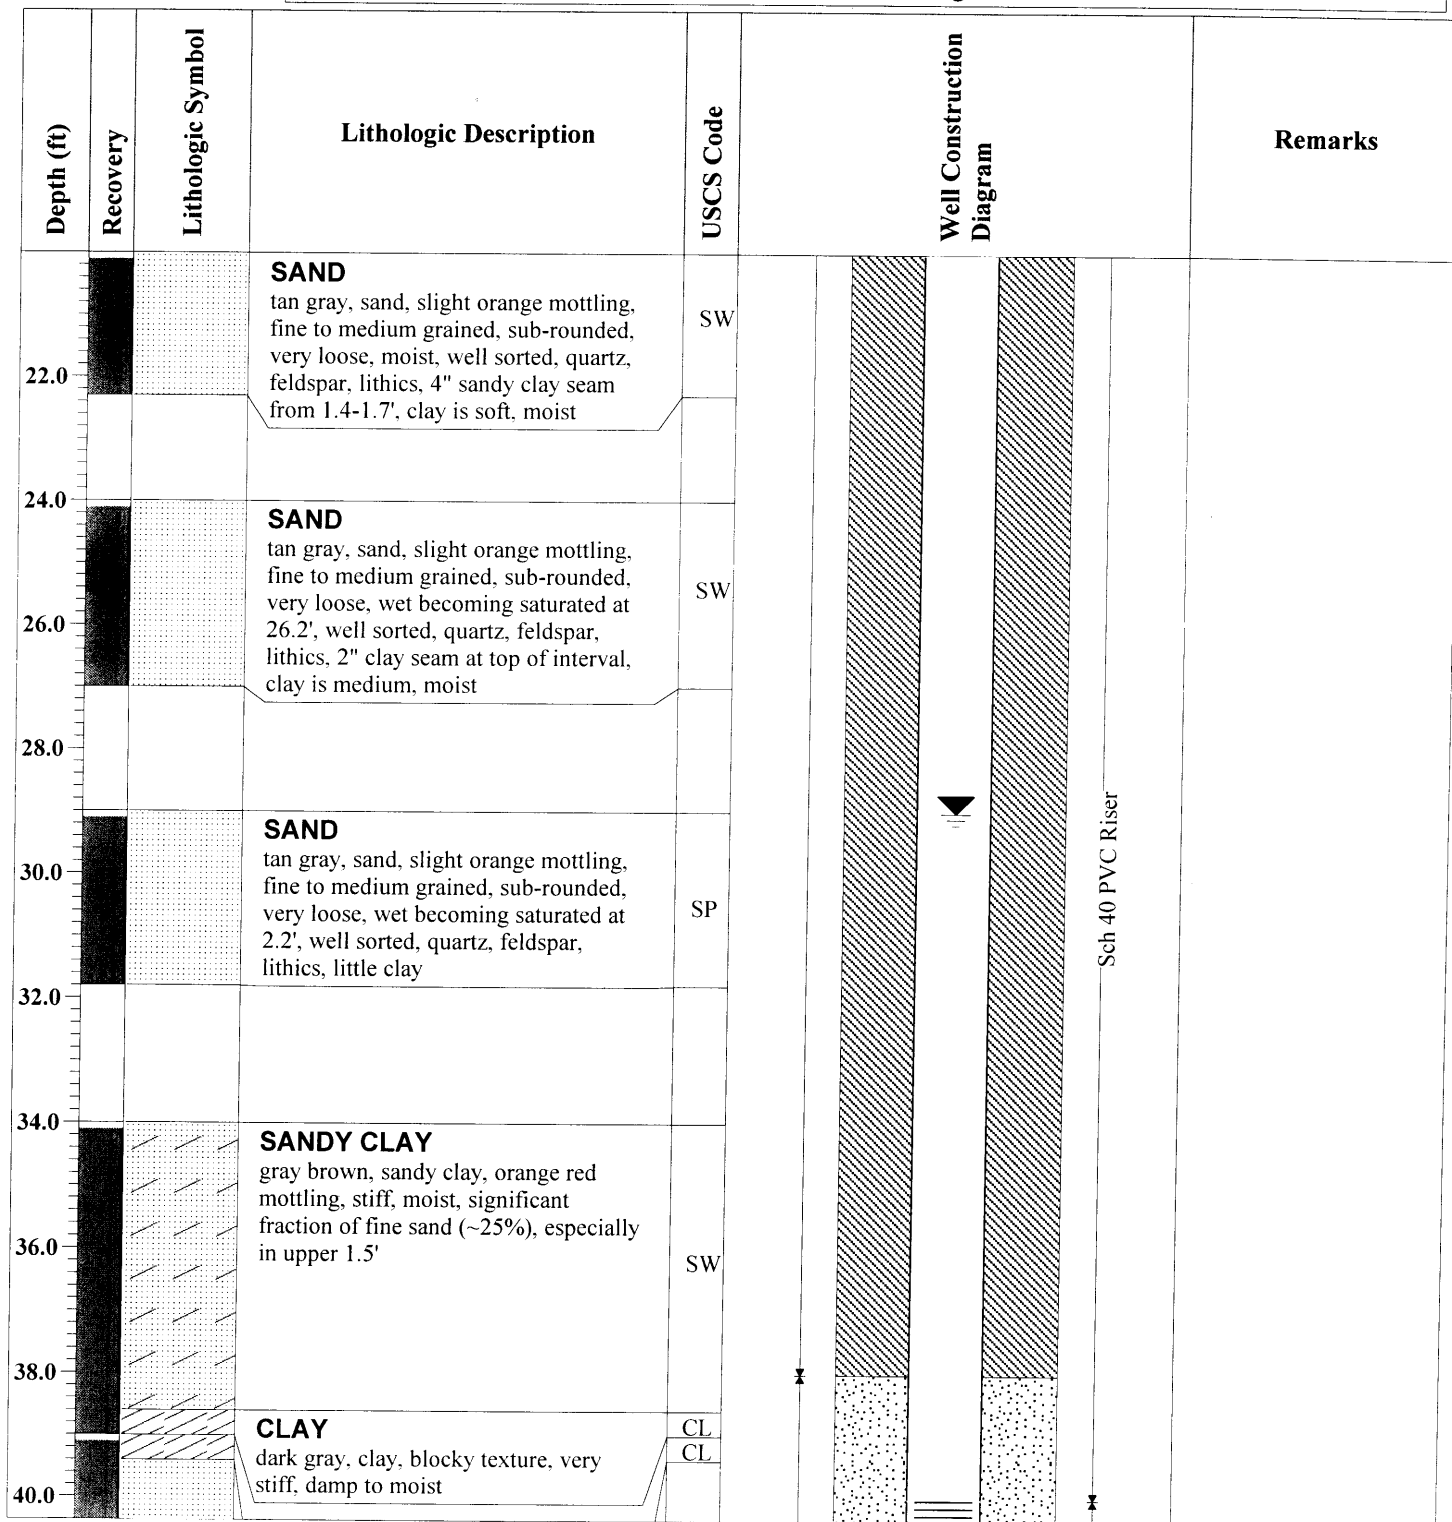 Depth (ft)
Recovery
Lithologic Symbol
Lithologic Description
USCS Code
Well Construction
Diagram
Remarks
SAND
tan gray, sand, slight orange mottling,
fine to medium grained, sub-rounded,
very loose, moist, well sorted, quartz,
feldspar, lithics, 4" sandy clay seam
from 1.4-1.7', clay is soft, moist
SW
22.0
24.0
SAND
tan gray, sand, slight orange mottling,
fine to medium grained, sub-rounded,
very loose, wet becoming saturated at
26.2', well sorted, quartz, feldspar,
lithics, 2" clay seam at top of interval,
clay is medium, moist
SW
26.0
28.0
SAND
tan gray, sand, slight orange mottling,
fine to medium grained, sub-rounded,
very loose, wet becoming saturated at
2.2', well sorted, quartz, feldspar,
lithics, little clay
SP
30.0
Sch 40 PVC Riser
32.0
34.0
SANDY CLAY
gray brown, sandy clay, orange red
mottling, stiff, moist, significant
fraction of fine sand (~25%), especially
in upper 1.5'
SW
36.0
38.0
CLAY
dark gray, clay, blocky texture, very
stiff, damp to moist
CL
CL
40.0